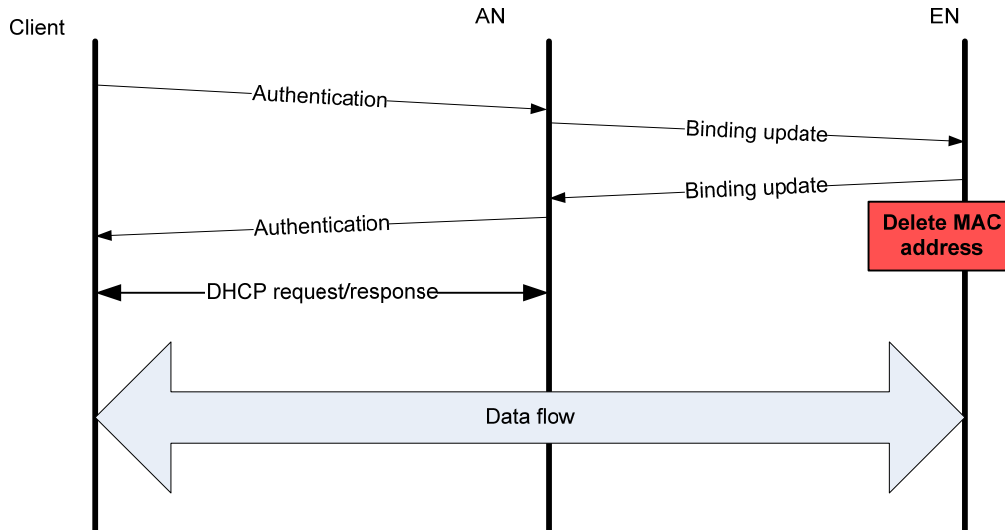 Client
AN
EN
Authentication
Binding update
Binding update
Authentication
Delete MAC
address
DHCP request/response
Data flow